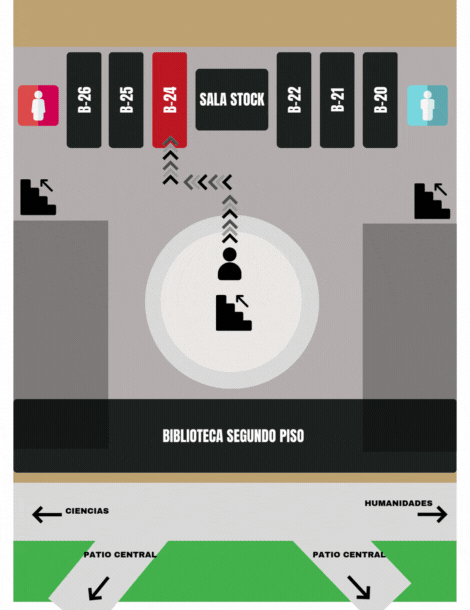 B-26
B-25
B-24
SALA STOCK
B-22
B-21
B-20
BIBLIOTECA SEGUNDO PISO
CIENCIAS
HUMANIDADES
PATIO CENTRAL
PATIO CENTRAL